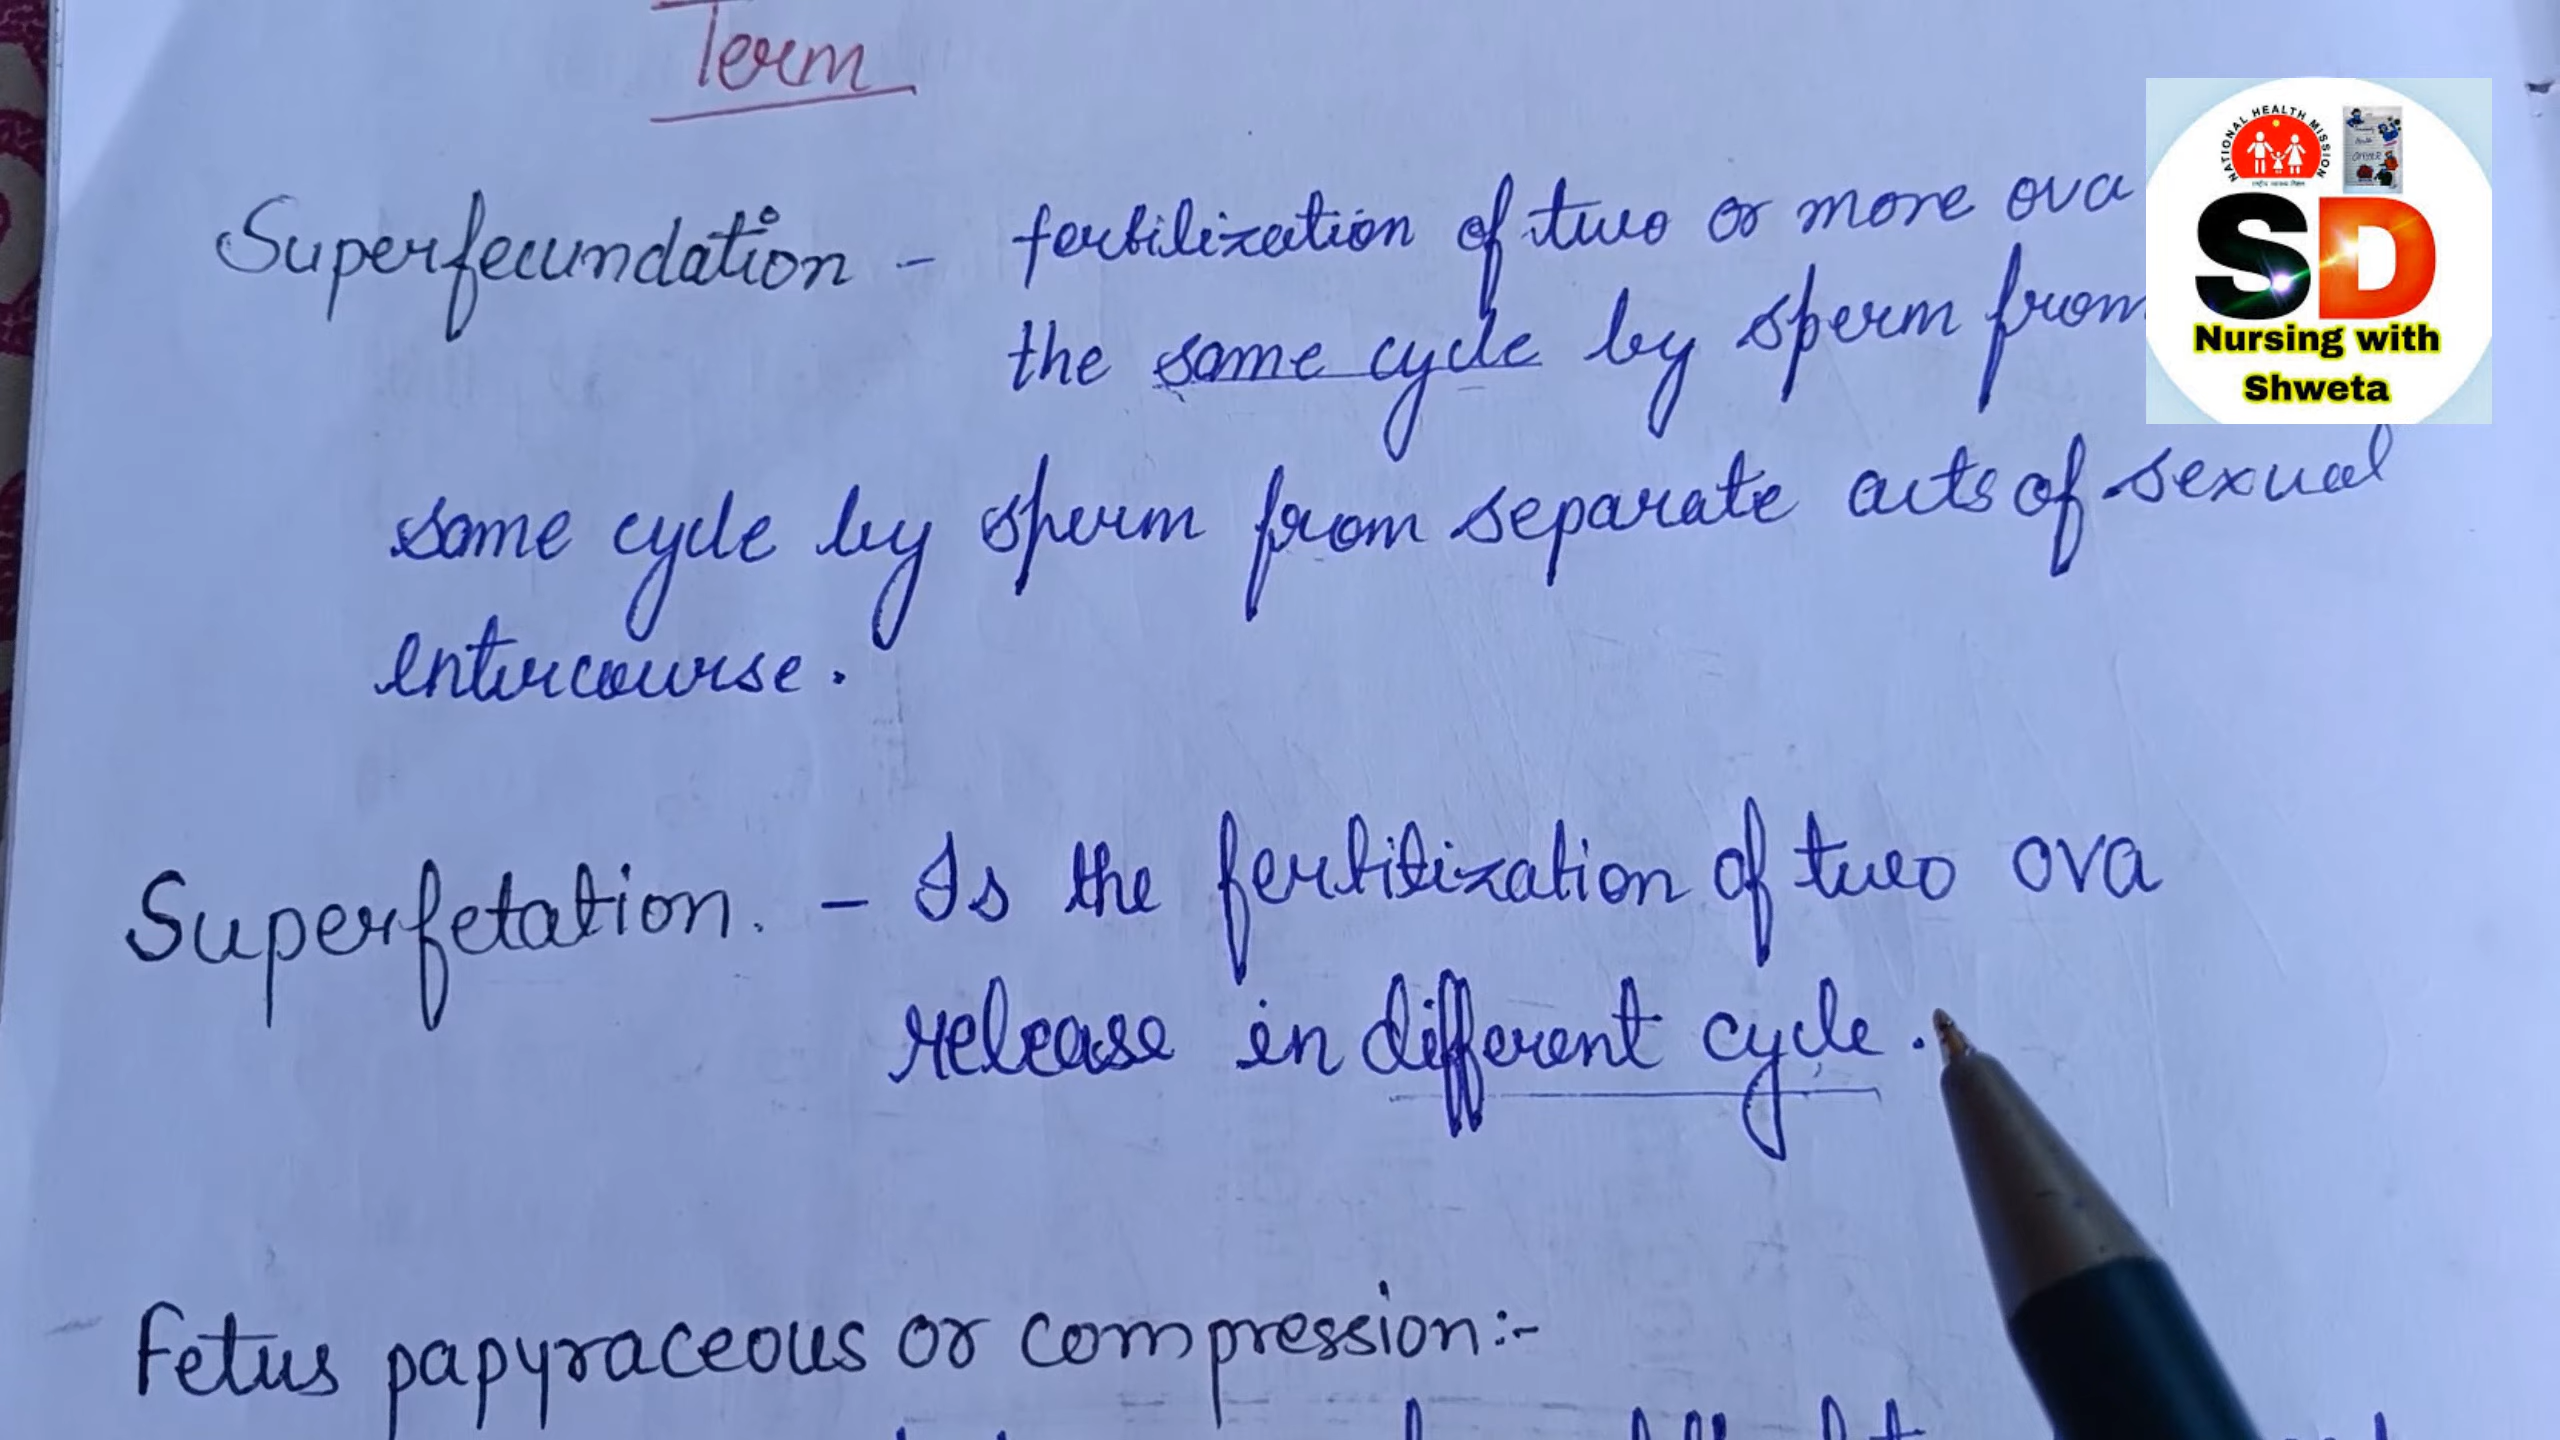 Term
Superfecundation - fertilization of two or more ova
the same cycle by sperm from
same cycle by sperm from separate acts of sexual
intercourse.
Superfetation. - Is the fertilization of two ova
release in different cycle.
Fetus papyraceous or compression:-
NATIONAL HEALTH MISSION
SD
Nursing with
Shweta